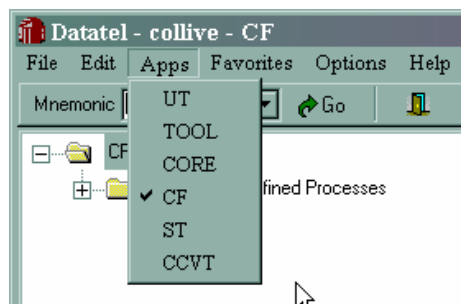 Datatel - collive - CF
File Edit Apps Favorites Options Help
Mnemonic Go
UT
TOOL
CORE
CF
ST
CCVT
CF
fined Processes